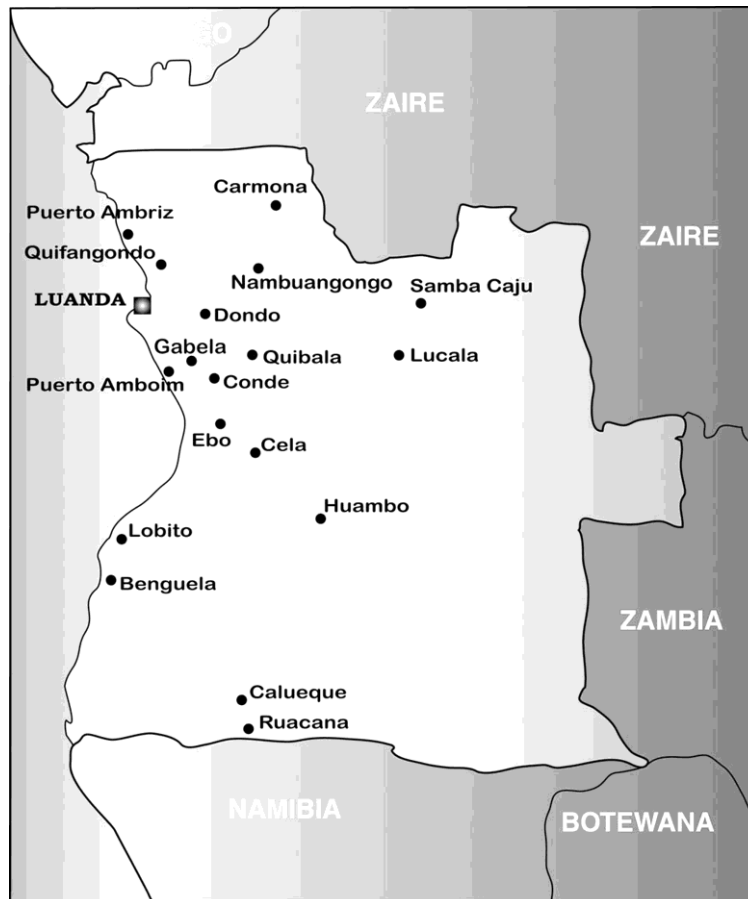 ZAIRE
Carmona
Puerto Ambriz
ZAIRE
Quifangondo
Nambuangongo
Samba Caju
LUANDA
Dondo
Gabela
Quibala
Lucala
Puerto Amboim
Conde
Ebo
Cela
Huambo
Lobito
Benguela
ZAMBIA
Calueque
Ruacana
NAMIBIA
BOTEWANA